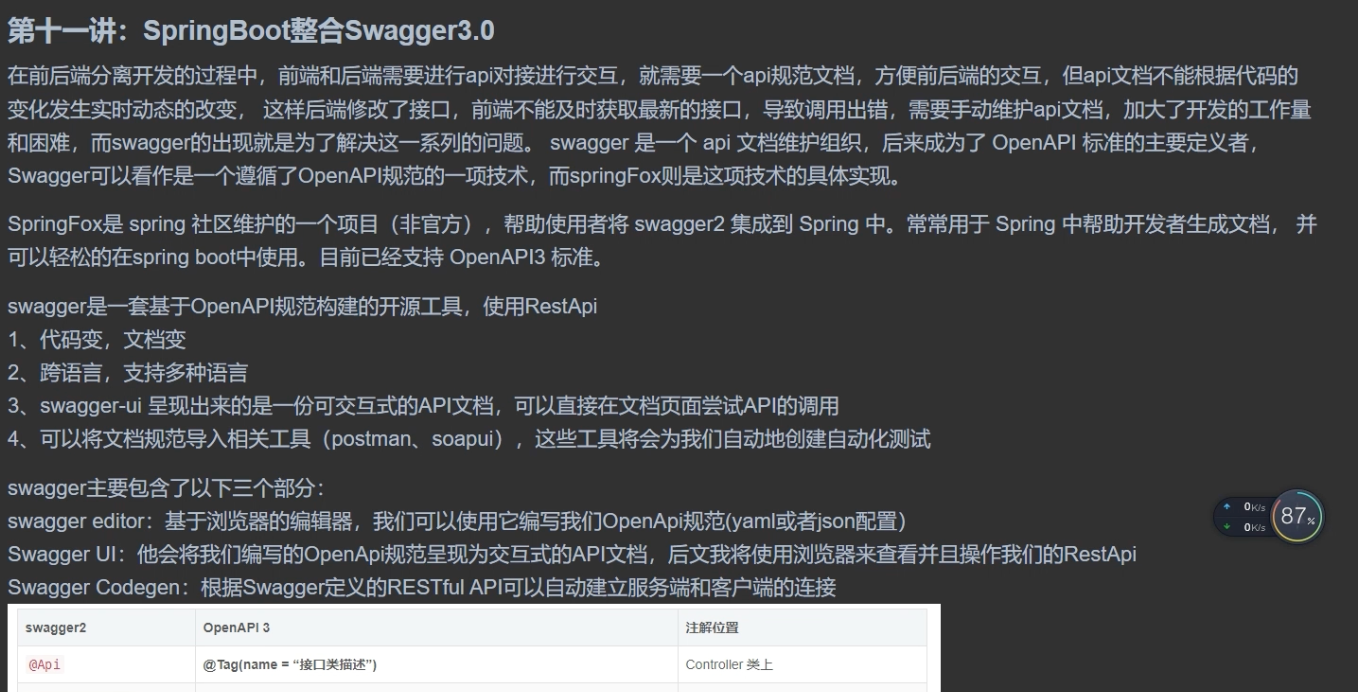 第十一讲：SpringBoot整合Swagger3.0
在前后端分离开发的过程中，前端和后端需要进行api对接进行交互，就需要一个api规范文档，方便前后端的交互，但api文档不能根据代码的
变化发生实时动态的改变， 这样后端修改了接口，前端不能及时获取最新的接口，导致调用出错，需要手动维护api文档，加大了开发的工作量
和困难，而swagger的出现就是为了解决这一系列的问题。 swagger 是一个 api 文档维护组织，后来成为了 OpenAPI 标准的主要定义者，
Swagger可以看作是一个遵循了OpenAPI规范的一项技术，而springFox则是这项技术的具体实现。
SpringFox是 spring 社区维护的一个项目（非官方），帮助使用者将 swagger2 集成到 Spring 中。常常用于 Spring 中帮助开发者生成文档， 并
可以轻松的在spring boot中使用。目前已经支持 OpenAPI3 标准。
swagger是一套基于OpenAPI规范构建的开源工具，使用RestApi
1、代码变，文档变
2、跨语言，支持多种语言
3、swagger-ui 呈现出来的是一份可交互式的API文档，可以直接在文档页面尝试API的调用
4、可以将文档规范导入相关工具（postman、soapui），这些工具将会为我们自动地创建自动化测试
swagger主要包含了以下三个部分：
swagger editor：基于浏览器的编辑器，我们可以使用它编写我们OpenApi规范(yaml或者json配置）
Swagger UI：他会将我们编写的OpenApi规范呈现为交互式的API文档，后文我将使用浏览器来查看并且操作我们的RestApi
Swagger Codegen：根据Swagger定义的RESTful API可以自动建立服务端和客户端的连接
swagger2 OpenAPI 3 注解位置
@Api @Tag(name = “接口类描述”) Controller 类上
0K/s
0K/s
87%